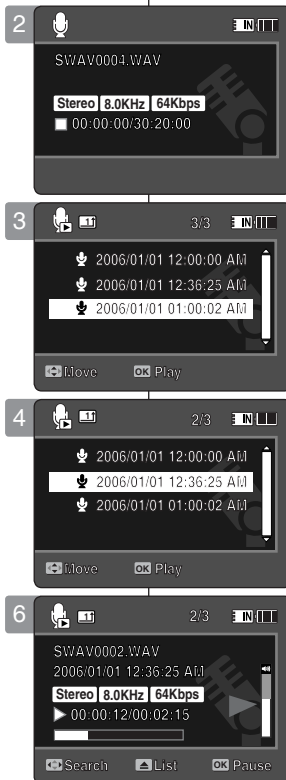 2
IN
SWAV0004.WAV
Stereo 8.0KHz 64Kbps
00:00:00/30:20:00
3
3/3 IN
2006/01/01 12:00:00 AM
2006/01/01 12:36:25 AM
2006/01/01 01:00:02 AM
Move OK Play
4
2/3 IN
2006/01/01 12:00:00 AM
2006/01/01 12:36:25 AM
2006/01/01 01:00:02 AM
Move OK Play
6
2/3 IN
SWAV0002.WAV
2006/01/01 12:36:25 AM
Stereo 8.0KHz 64Kbps
00:00:12/00:02:15
Search List OK Pause